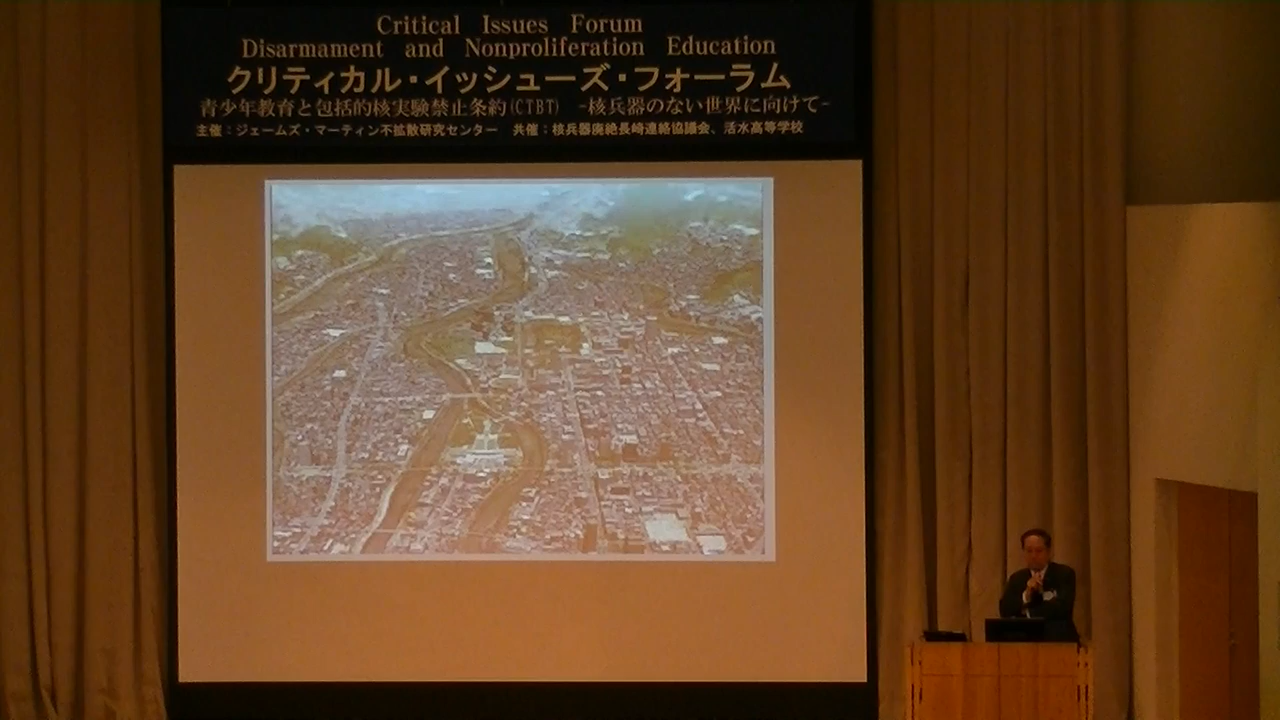 Critical Issues Forum
Disarmament and Nonproliferation Education
クリティカル・イッシューズ・フォーラム
青少年教育と包括的核実験禁止条約(CTBT) -核兵器のない世界に向けて-
主催：ジェームズ・マーティン不拡散研究センター 共催：核兵器廃絶長崎連絡協議会、活水高等学校